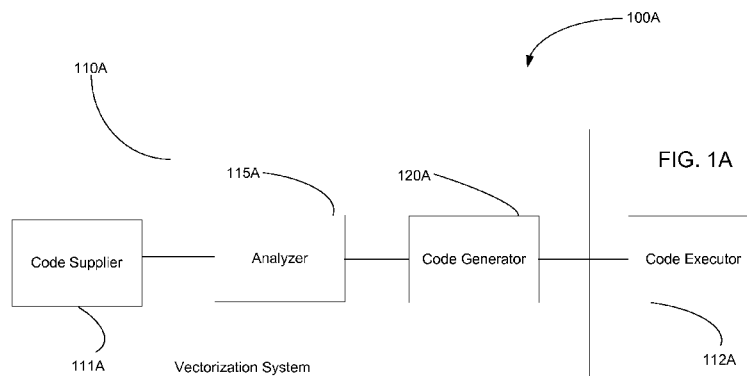 100A
110A
FIG. 1A
115A
120A
Code Supplier
Analyzer
Code Generator
Code Executor
111A
Vectorization System
112A